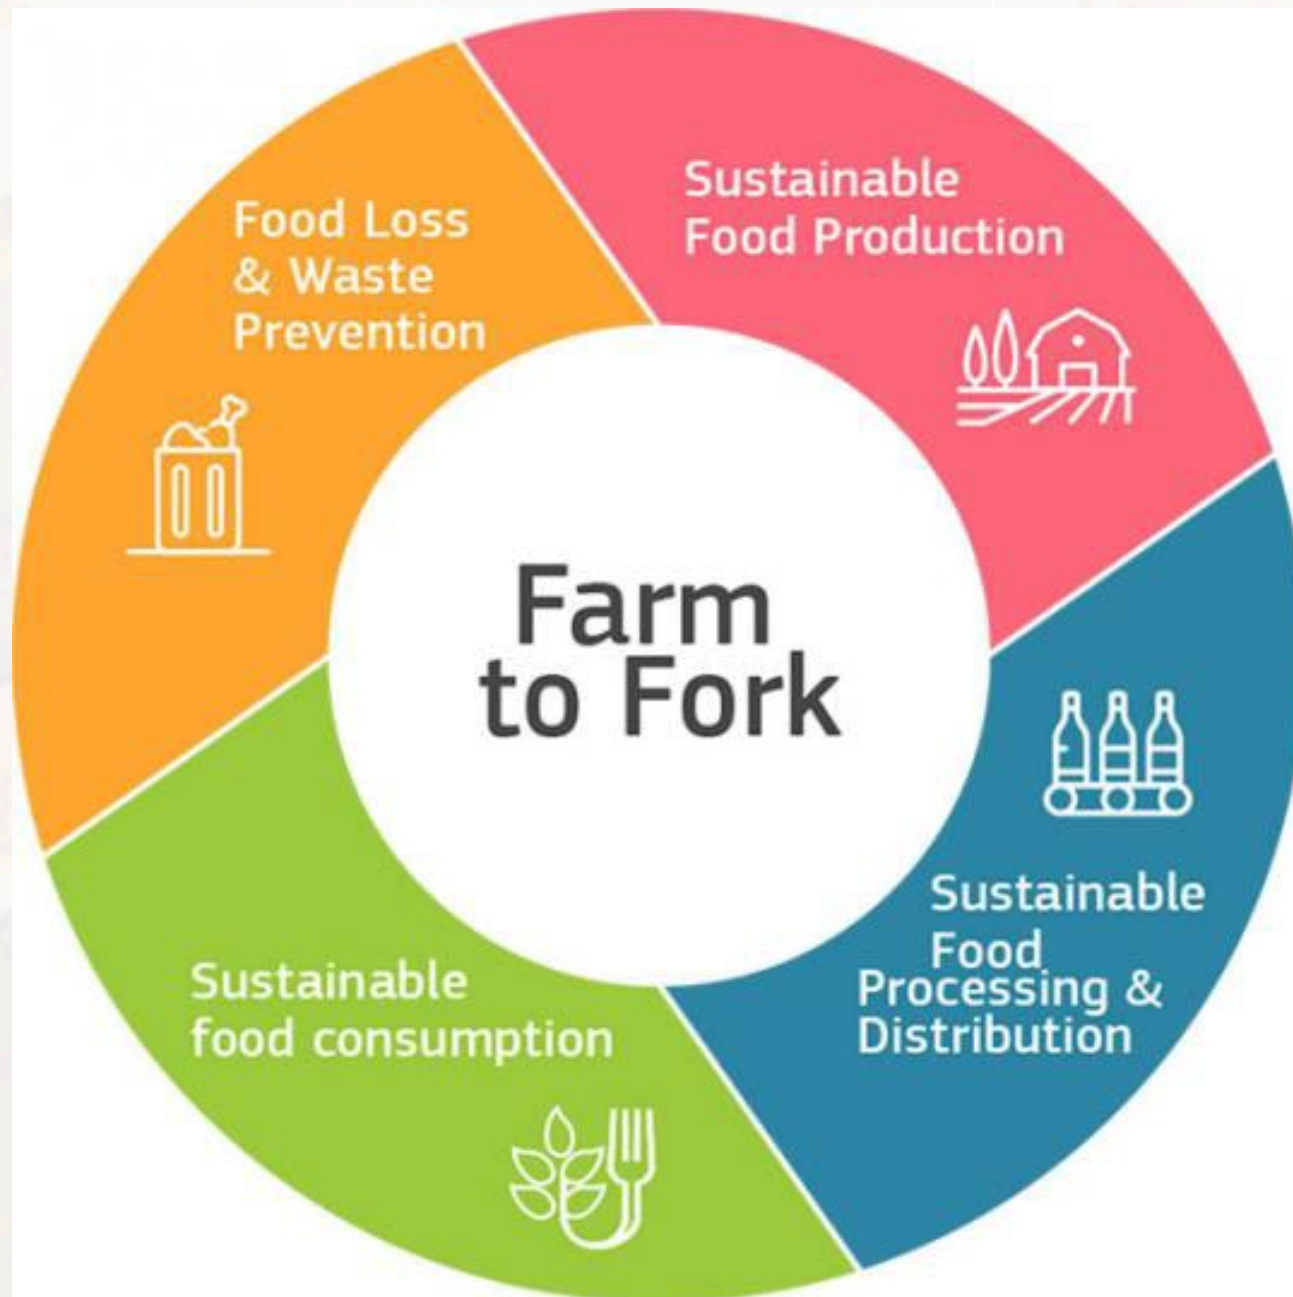 Farm
to Fork
Sustainable
Food Production
Sustainable
Food
Processing &
Distribution
Sustainable
food consumption
Food Loss
& Waste
Prevention